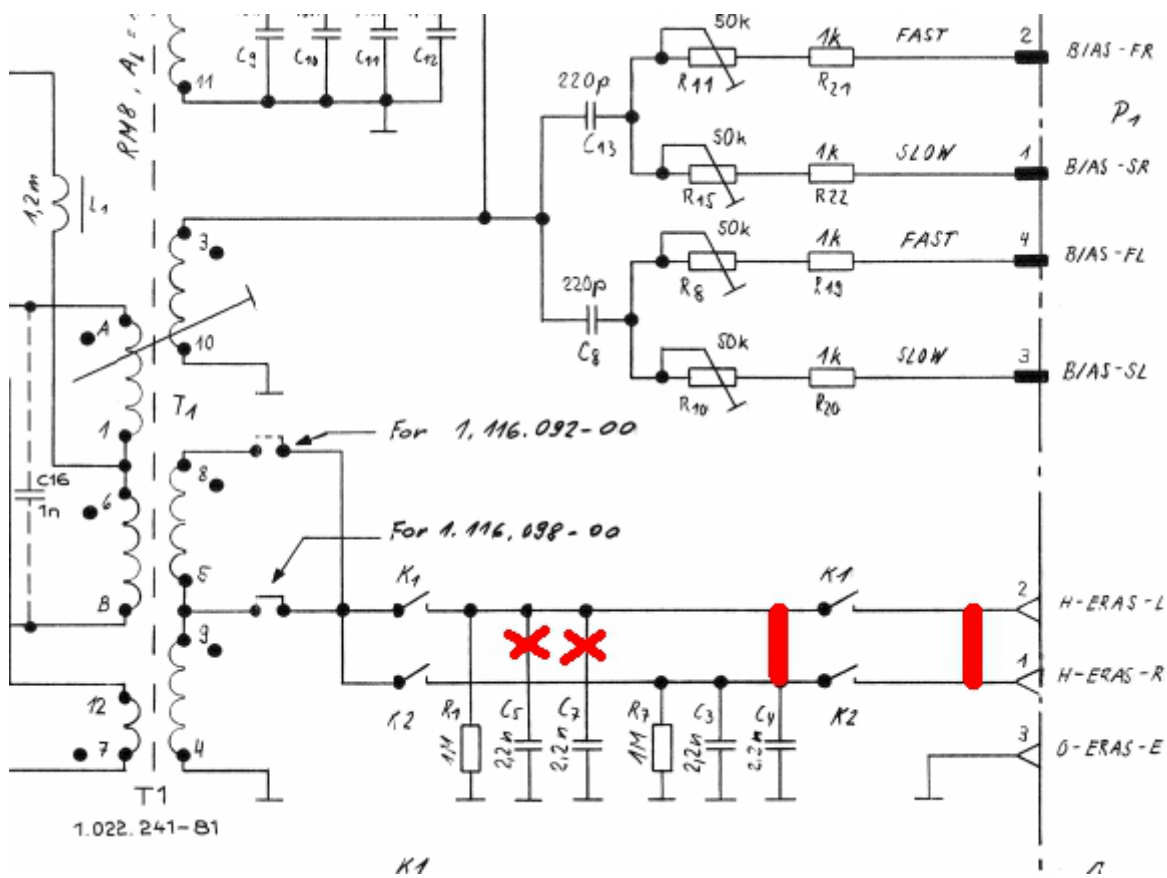 50k
1k
FAST
2
BIAS-FR
C9
C10
C11
C12
11
R11
R21
220p
P1
RM8, AL =
C13
50k
1k
SLOW
1
BIAS-SR
R15
R22
1,2m
L1
3
50k
1k
FAST
4
BIAS-FL
220p
R8
R19
A
10
C8
50k
1k
SLOW
3
BIAS-SL
R10
R20
T1
1
For 1.116.092-00
8
C16
1n
6
For 1.116.098-00
5
K1
K1
2
H-ERAS-L
B
9
1
H-ERAS-R
12
K2
R1
1M
C5
2,2n
C7
2,2n
R7
1M
C3
2,2n
C4
2,2n
K2
7
4
3
0-ERAS-E
T1
1.022.241-81
K1